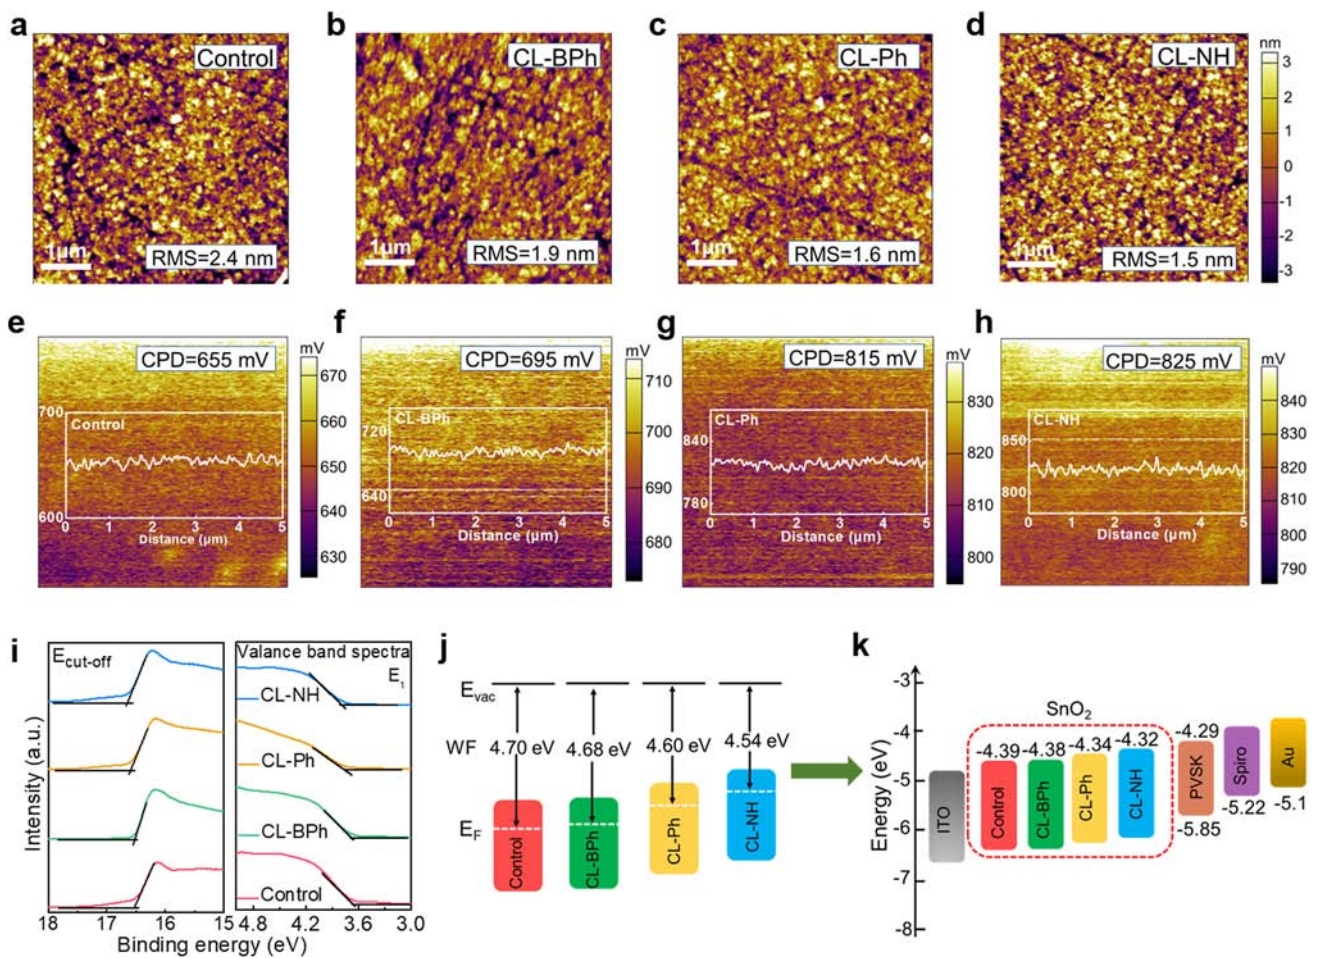 a
Control
1μm
RMS=2.4 nm
b
CL-BPh
1μm
RMS=1.9 nm
c
CL-Ph
1μm
RMS=1.6 nm
d
CL-NH
1μm
RMS=1.5 nm
nm
3
2
1
0
-1
-2
-3
e
CPD=655 mV
700
Control
600
0 1 2 3 4 5
Distance (μm)
mV
670
660
650
640
630
f
CPD=695 mV
CL-BPh
720
640
0 1 2 3 4 5
Distance (μm)
mV
710
700
690
680
g
CPD=815 mV
CL-Ph
840
780
0 1 2 3 4 5
Distance (μm)
mV
830
820
810
800
h
CPD=825 mV
CL-NH
850
800
0 1 2 3 4 5
Distance (μm)
mV
840
830
820
810
800
790
i
Ecut-off
Valance band spectra
E1
CL-NH
CL-Ph
CL-BPh
Control
Intensity (a.u.)
18 17 16 15 4.8 4.2 3.6 3.0
Binding energy (eV)
j
Evac
WF
4.70 eV 4.68 eV 4.60 eV 4.54 eV
EF
Control
CL-BPh
CL-Ph
CL-NH
k
Energy (eV)
-3
-4
-5
-6
-7
-8
SnO2
-4.39 -4.38 -4.34 -4.32
-4.29
ITO
Control
CL-BPh
CL-Ph
CL-NH
PVSK
Spiro
Au
-5.85
-5.22
-5.1